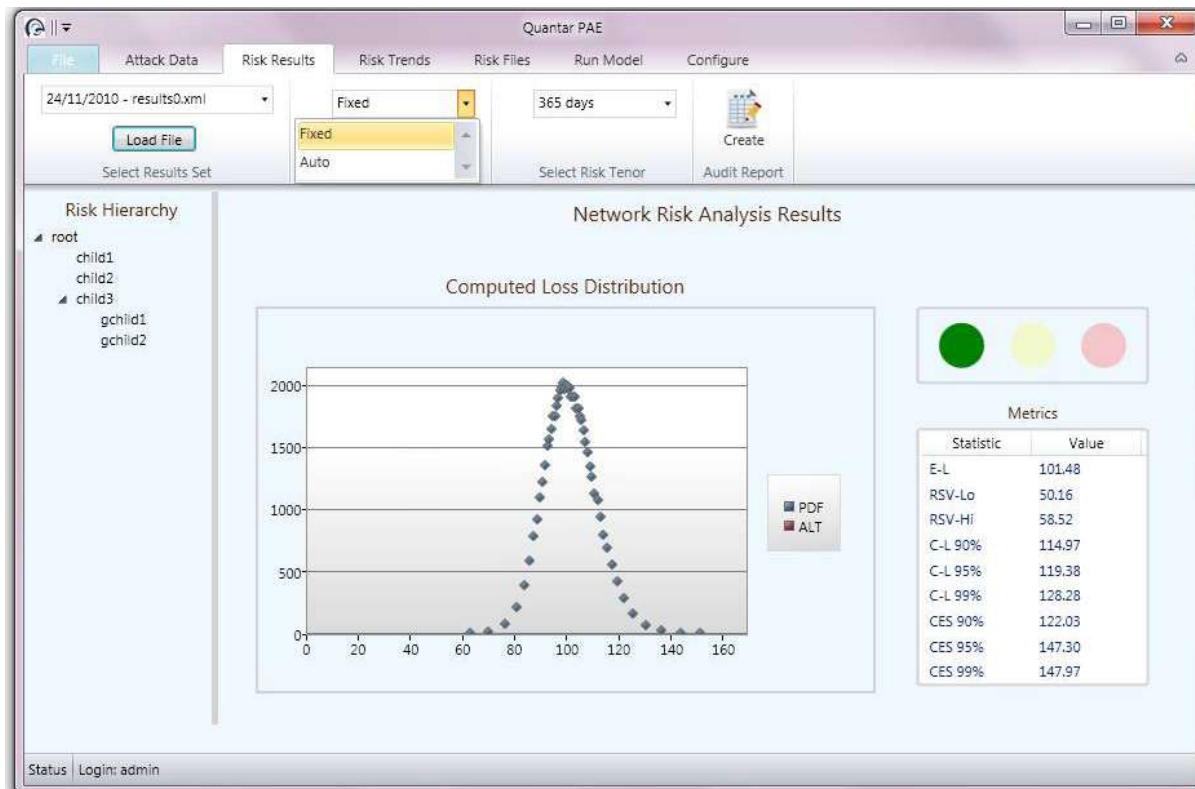 Quantar PAE
File Attack Data Risk Results Risk Trends Risk Files Run Model Configure
24/11/2010 - results0.xml
Load File
Select Results Set
Fixed
Fixed
Auto
365 days
Select Risk Tenor
Create
Audit Report
Risk Hierarchy
root
child1
child2
child3
gchild1
gchild2
Network Risk Analysis Results
Computed Loss Distribution
2000
1500
1000
500
0
0 20 40 60 80 100 120 140 160
PDF
ALT
Metrics
Statistic Value
E-L 101.48
RSV-Lo 50.16
RSV-Hi 58.52
C-L 90% 114.97
C-L 95% 119.38
C-L 99% 128.28
CES 90% 122.03
CES 95% 147.30
CES 99% 147.97
Status Login: admin